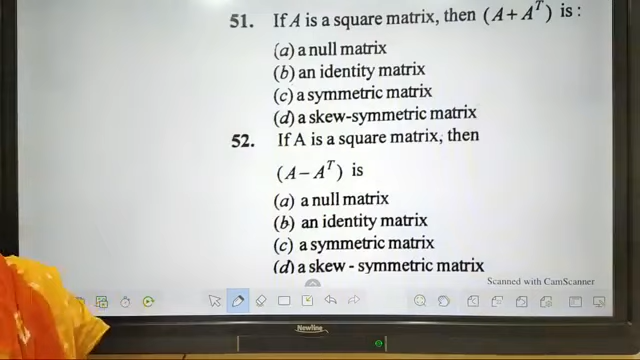 51. If A is a square matrix, then (A + Aᵀ) is :
(a) a null matrix
(b) an identity matrix
(c) a symmetric matrix
(d) a skew-symmetric matrix
52. If A is a square matrix, then
(A − Aᵀ) is
(a) a null matrix
(b) an identity matrix
(c) a symmetric matrix
(d) a skew - symmetric matrix
Scanned with CamScanner
Newline